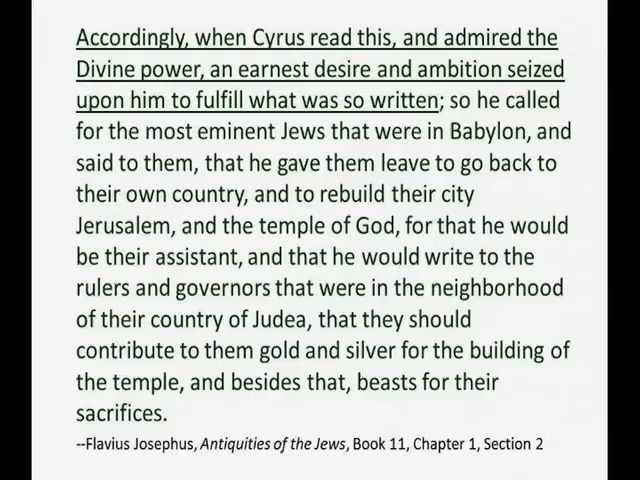 Accordingly, when Cyrus read this, and admired the
Divine power, an earnest desire and ambition seized
upon him to fulfill what was so written; so he called
for the most eminent Jews that were in Babylon, and
said to them, that he gave them leave to go back to
their own country, and to rebuild their city
Jerusalem, and the temple of God, for that he would
be their assistant, and that he would write to the
rulers and governors that were in the neighborhood
of their country of Judea, that they should
contribute to them gold and silver for the building of
the temple, and besides that, beasts for their
sacrifices.
--Flavius Josephus, Antiquities of the Jews, Book 11, Chapter 1, Section 2